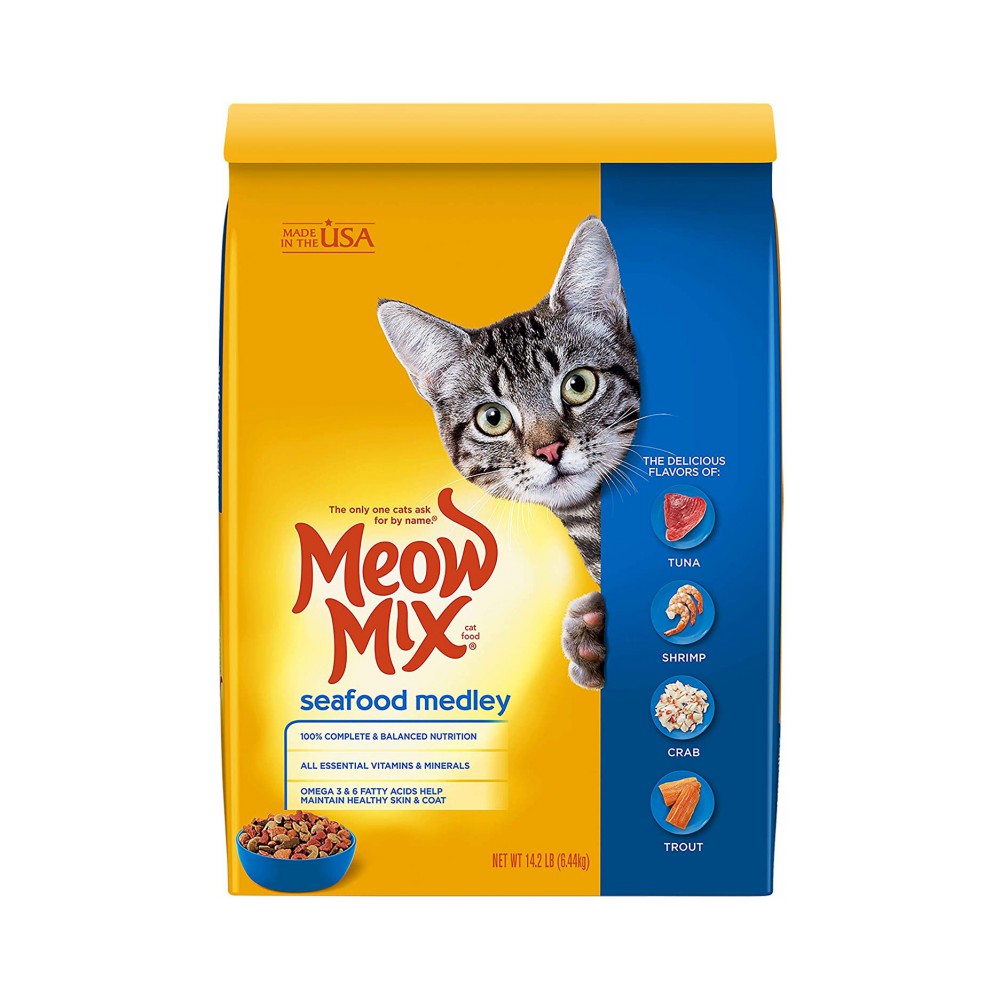 MADE
IN THE USA
The only one cats ask
for by name.®
Meow
Mix
cat
food
®
seafood medley
100% COMPLETE & BALANCED NUTRITION
ALL ESSENTIAL VITAMINS & MINERALS
OMEGA 3 & 6 FATTY ACIDS HELP
MAINTAIN HEALTHY SKIN & COAT
NET WT 14.2 LB (6.44kg)
THE DELICIOUS
FLAVORS OF:
TUNA
SHRIMP
CRAB
TROUT